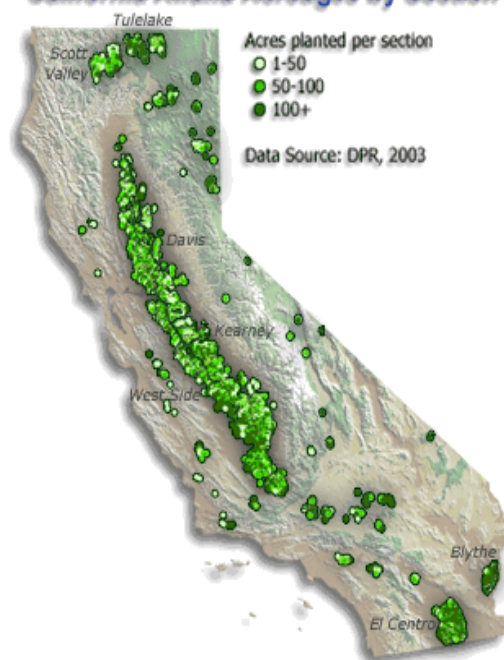 Tulelake
Scott
Valley
Acres planted per section
1-50
50-100
100+
Data Source: DPR, 2003
Davis
Kearney
West Side
Blythe
El Centro